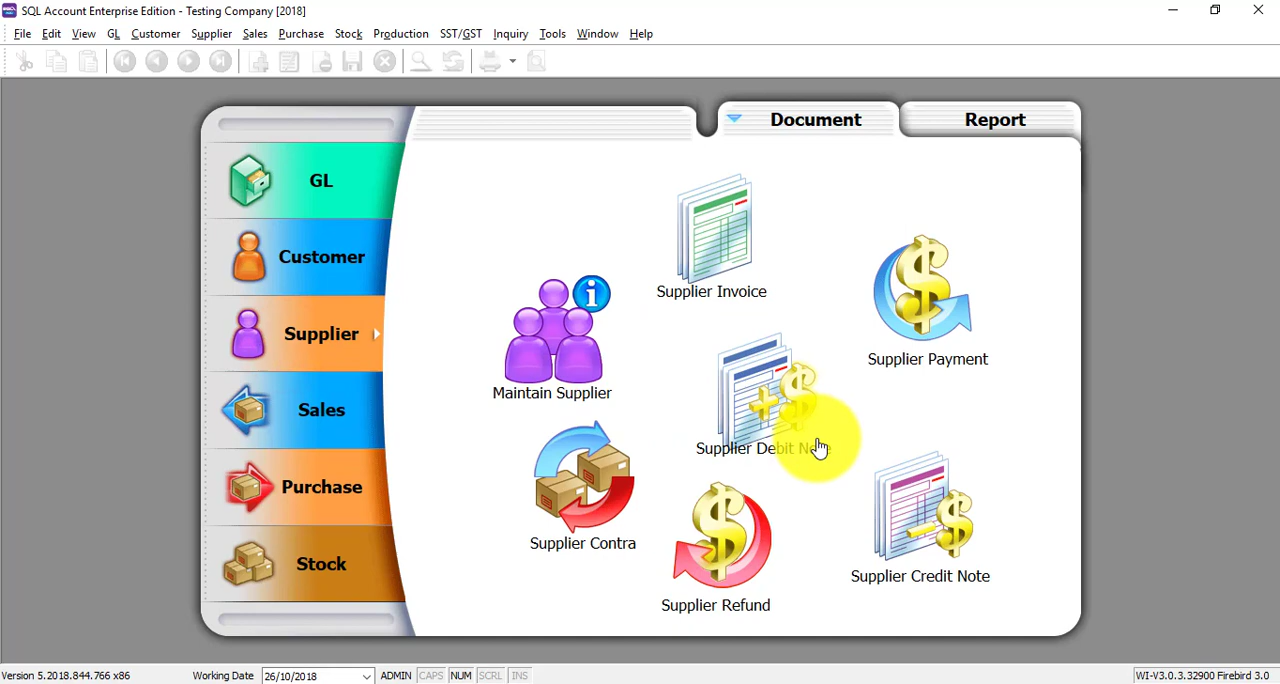 SQL Account Enterprise Edition - Testing Company [2018]
File Edit View GL Customer Supplier Sales Purchase Stock Production SST/GST Inquiry Tools Window Help
Document
Report
GL
Customer
Supplier
Sales
Purchase
Stock
Supplier Invoice
Supplier Payment
Maintain Supplier
Supplier Debit Note
Supplier Contra
Supplier Credit Note
Supplier Refund
Version 5.2018.844.766 x86 Working Date 26/10/2018 ADMIN CAPS NUM SCRL INS WI-V3.0.3.32900 Firebird 3.0